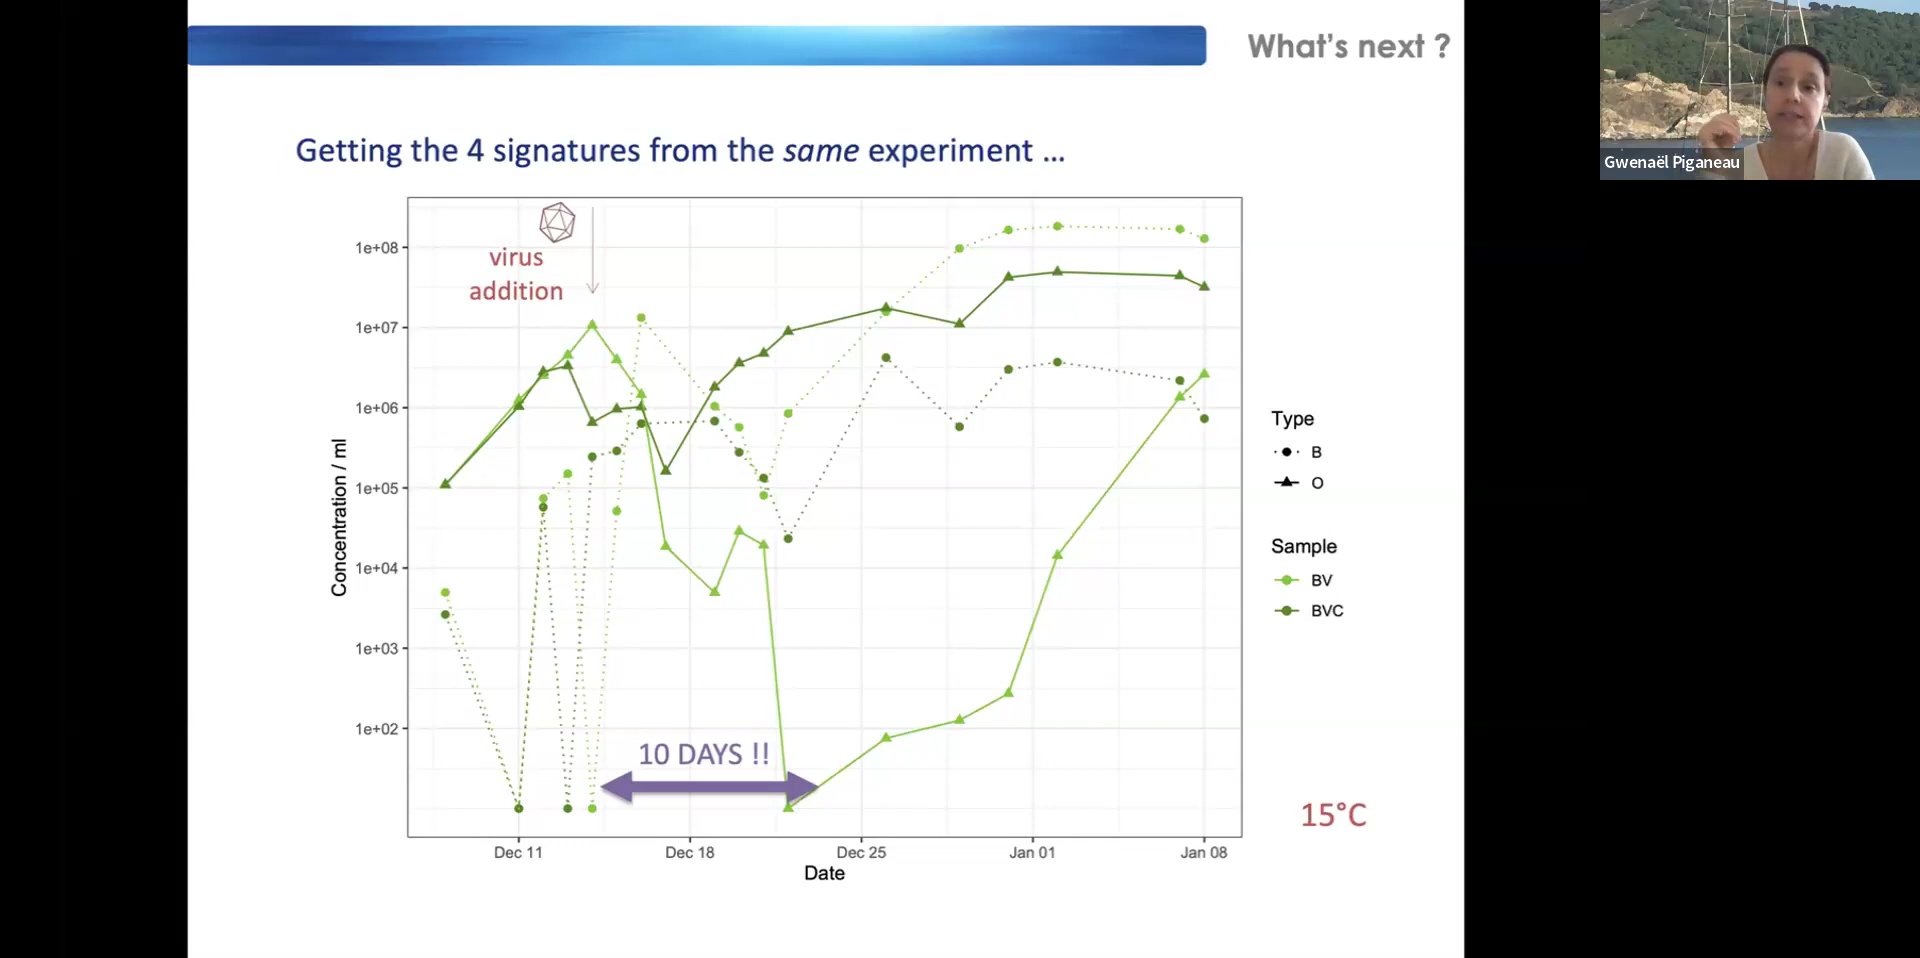 What's next ?
Gwenaël Piganeau
Getting the 4 signatures from the same experiment ...
virus
addition
1e+08
1e+07
1e+06
1e+05
1e+04
1e+03
1e+02
Concentration / ml
10 DAYS !!
Dec 11
Dec 18
Dec 25
Jan 01
Jan 08
Date
Type
B
O
Sample
BV
BVC
15°C